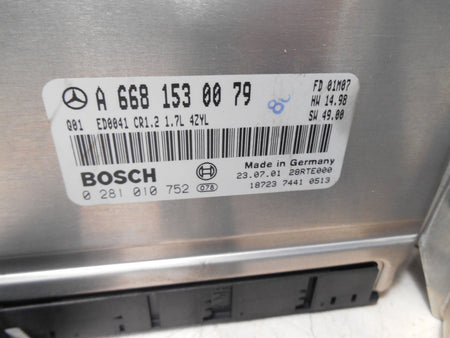 A 668 153 00 79
FD 01M07
HW 14.98
SW 49.00
Q01 ED0041 CR1.2 1.7L 4ZYL
BOSCH
Made in Germany
23.07.01 28RTE000
0 281 010 752
18723 7441 0513